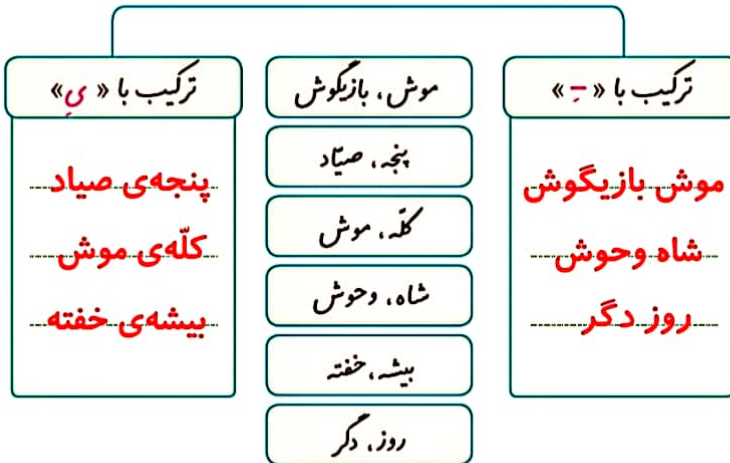 ترکیب با « ـِ »
موش بازیگوش
شاه وحوش
روز دگر
موش، بازیگوش
پنجه، صیّاد
کلّه، موش
شاه، وحوش
بیشه، خفته
روز، دگر
ترکیب با « یِ »
پنجه‌ی صیاد
کلّه‌ی موش
بیشه‌ی خفته